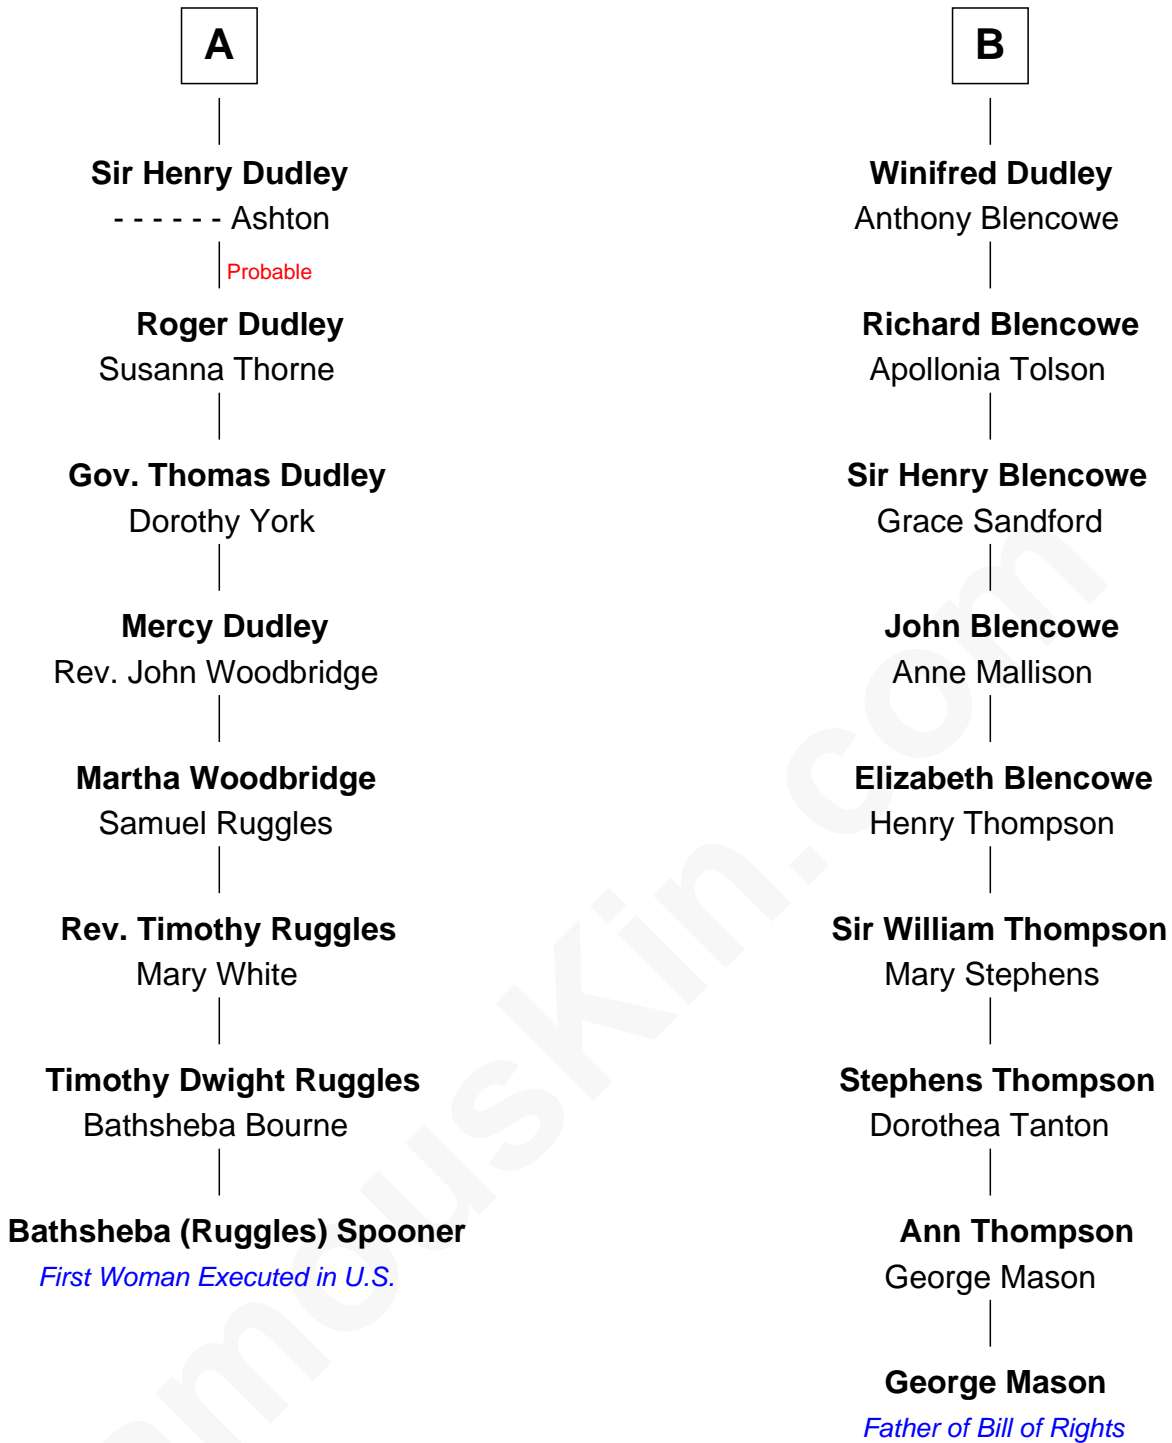 A
Sir Henry Dudley
- - - - - - Ashton
Probable
Roger Dudley
Susanna Thorne
Gov. Thomas Dudley
Dorothy York
Mercy Dudley
Rev. John Woodbridge
Martha Woodbridge
Samuel Ruggles
Rev. Timothy Ruggles
Mary White
Timothy Dwight Ruggles
Bathsheba Bourne
Bathsheba (Ruggles) Spooner
First Woman Executed in U.S.
B
Winifred Dudley
Anthony Blencowe
Richard Blencowe
Apollonia Tolson
Sir Henry Blencowe
Grace Sandford
John Blencowe
Anne Mallison
Elizabeth Blencowe
Henry Thompson
Sir William Thompson
Mary Stephens
Stephens Thompson
Dorothea Tanton
Ann Thompson
George Mason
George Mason
Father of Bill of Rights
amouskin.com